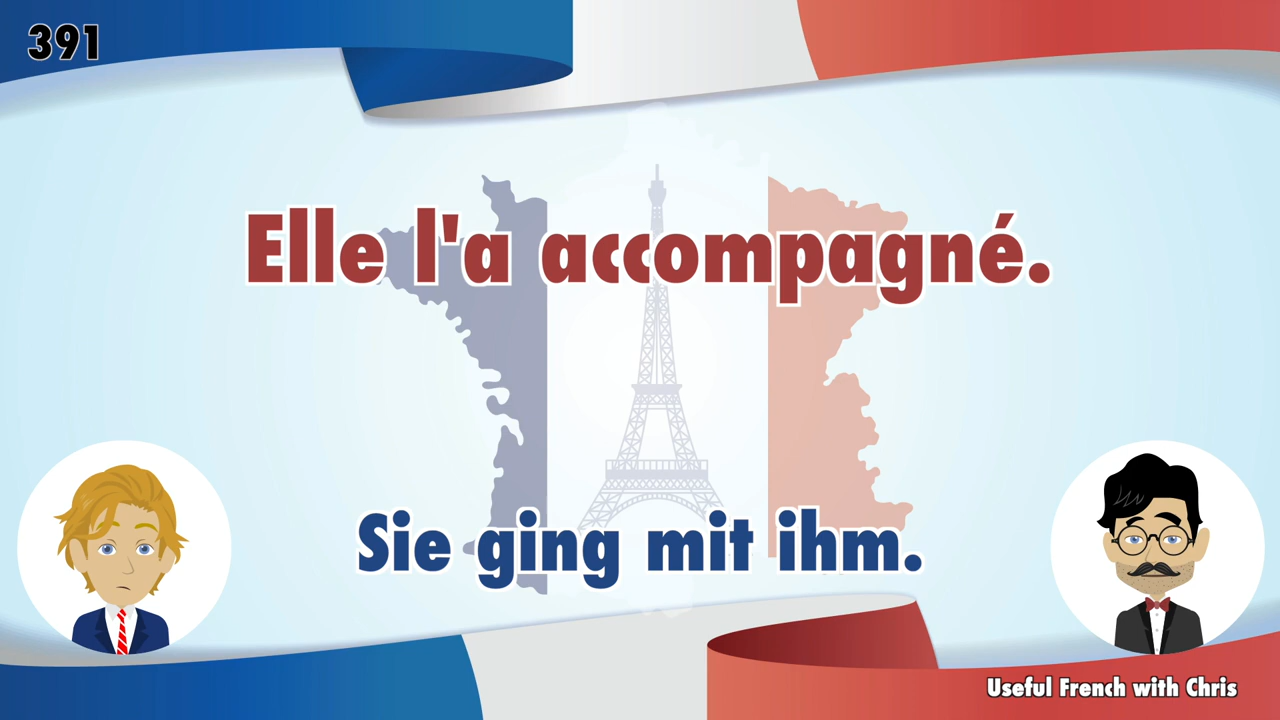 391
Elle l'a accompagné.
Sie ging mit ihm.
Useful French with Chris